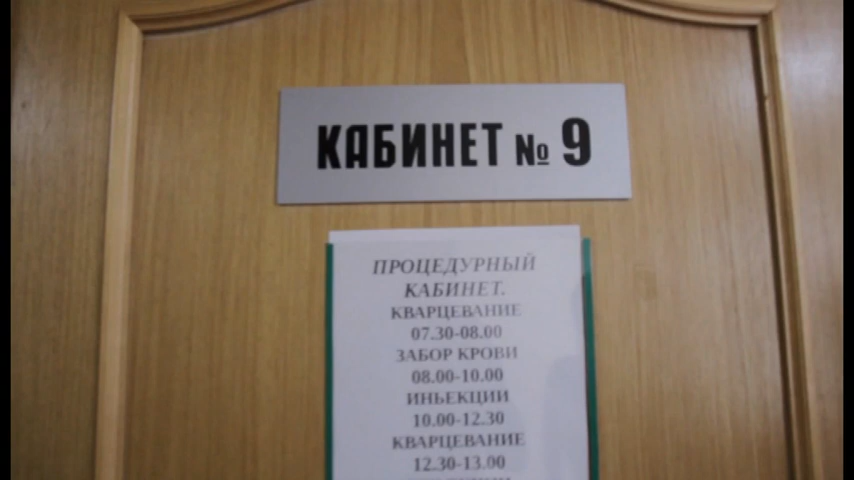 КАБИНЕТ № 9
ПРОЦЕДУРНЫЙ
КАБИНЕТ.
КВАРЦЕВАНИЕ
07.30-08.00
ЗАБОР КРОВИ
08.00-10.00
ИНЬЕКЦИИ
10.00-12.30
КВАРЦЕВАНИЕ
12.30-13.00